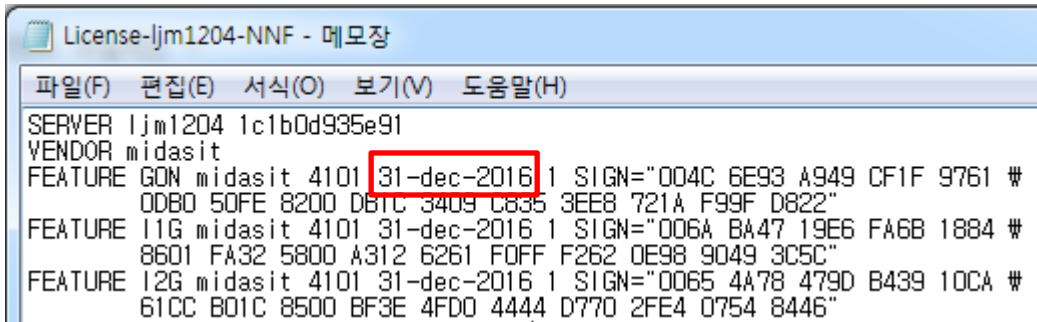 License-ljm1204-NNF - 메모장
파일(F) 편집(E) 서식(O) 보기(V) 도움말(H)
SERVER ljm1204 1c1b0d935e91
VENDOR midasit
FEATURE GON midasit 4101 31-dec-2016 1 SIGN="004C 6E93 A949 CF1F 9761 ₩
0DB0 50FE 8200 DB1C 3409 C835 3EE8 721A F99F D822"
FEATURE I1G midasit 4101 31-dec-2016 1 SIGN="006A BA47 19E6 FA6B 1884 ₩
8601 FA32 5800 A312 6261 F0FF F262 0E98 9049 3C5C"
FEATURE I2G midasit 4101 31-dec-2016 1 SIGN="0065 4A78 479D B439 10CA ₩
61CC B01C 8500 BF3E 4FD0 4444 D770 2FE4 0754 8446"